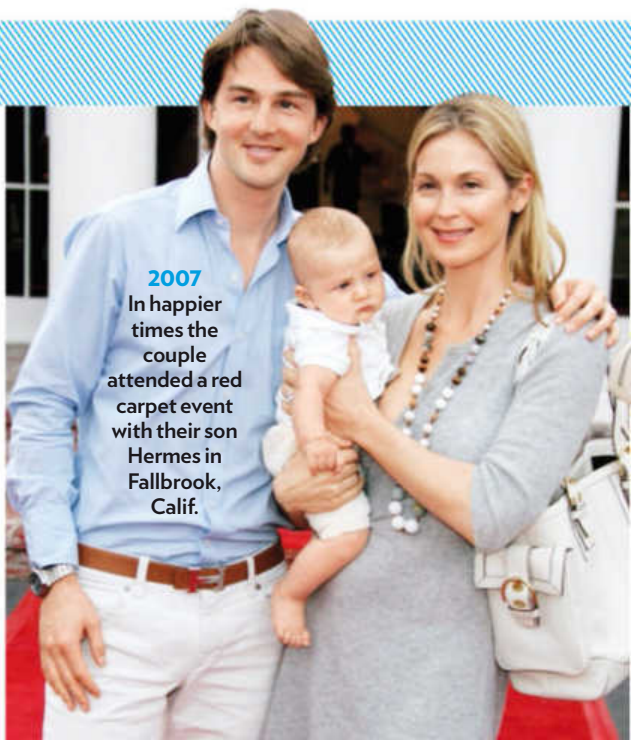 2007
In happier
times the
couple
attended a red
carpet event
with their son
Hermes in
Fallbrook,
Calif.